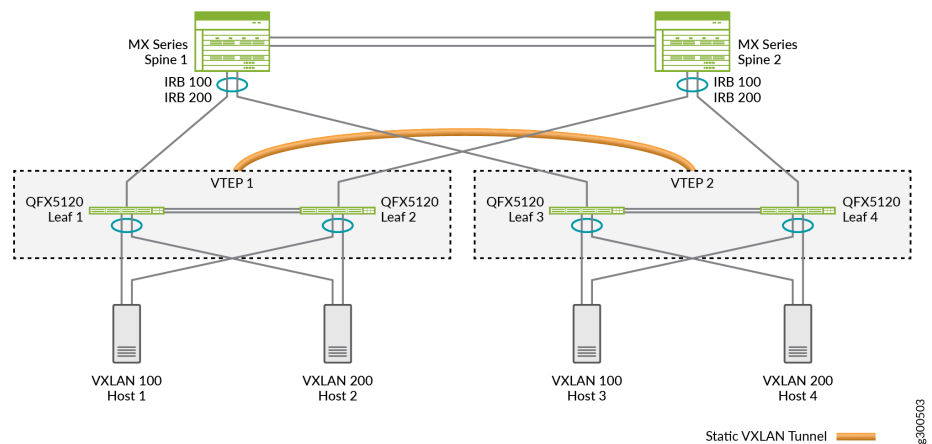 MX Series
Spine 1
MX Series
Spine 2
IRB 100
IRB 200
IRB 100
IRB 200
VTEP 1
VTEP 2
QFX5120
Leaf 1
QFX5120
Leaf 2
QFX5120
Leaf 3
QFX5120
Leaf 4
VXLAN 100
Host 1
VXLAN 200
Host 2
VXLAN 100
Host 3
VXLAN 200
Host 4
Static VXLAN Tunnel
g300503